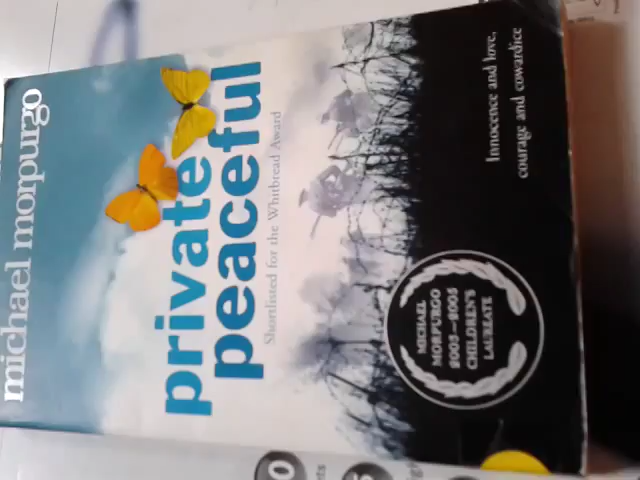 michael morpurgo
private
peaceful
Shortlisted for the Whitbread Award
Innocence and love,
courage and cowardice
MICHAEL
MORPURGO
2003–2005
CHILDREN'S
LAUREATE